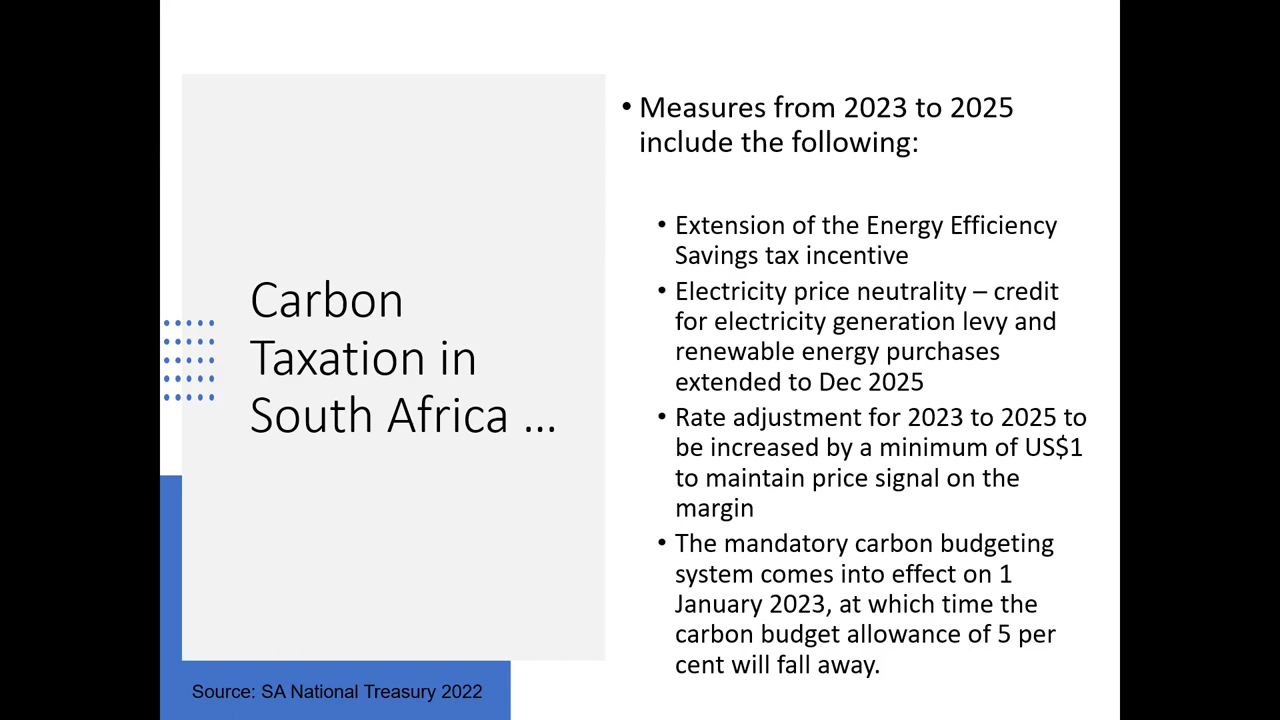 Carbon
Taxation in
South Africa ...
• Measures from 2023 to 2025
include the following:
• Extension of the Energy Efficiency
Savings tax incentive
• Electricity price neutrality – credit
for electricity generation levy and
renewable energy purchases
extended to Dec 2025
• Rate adjustment for 2023 to 2025 to
be increased by a minimum of US$1
to maintain price signal on the
margin
• The mandatory carbon budgeting
system comes into effect on 1
January 2023, at which time the
carbon budget allowance of 5 per
cent will fall away.
Source: SA National Treasury 2022